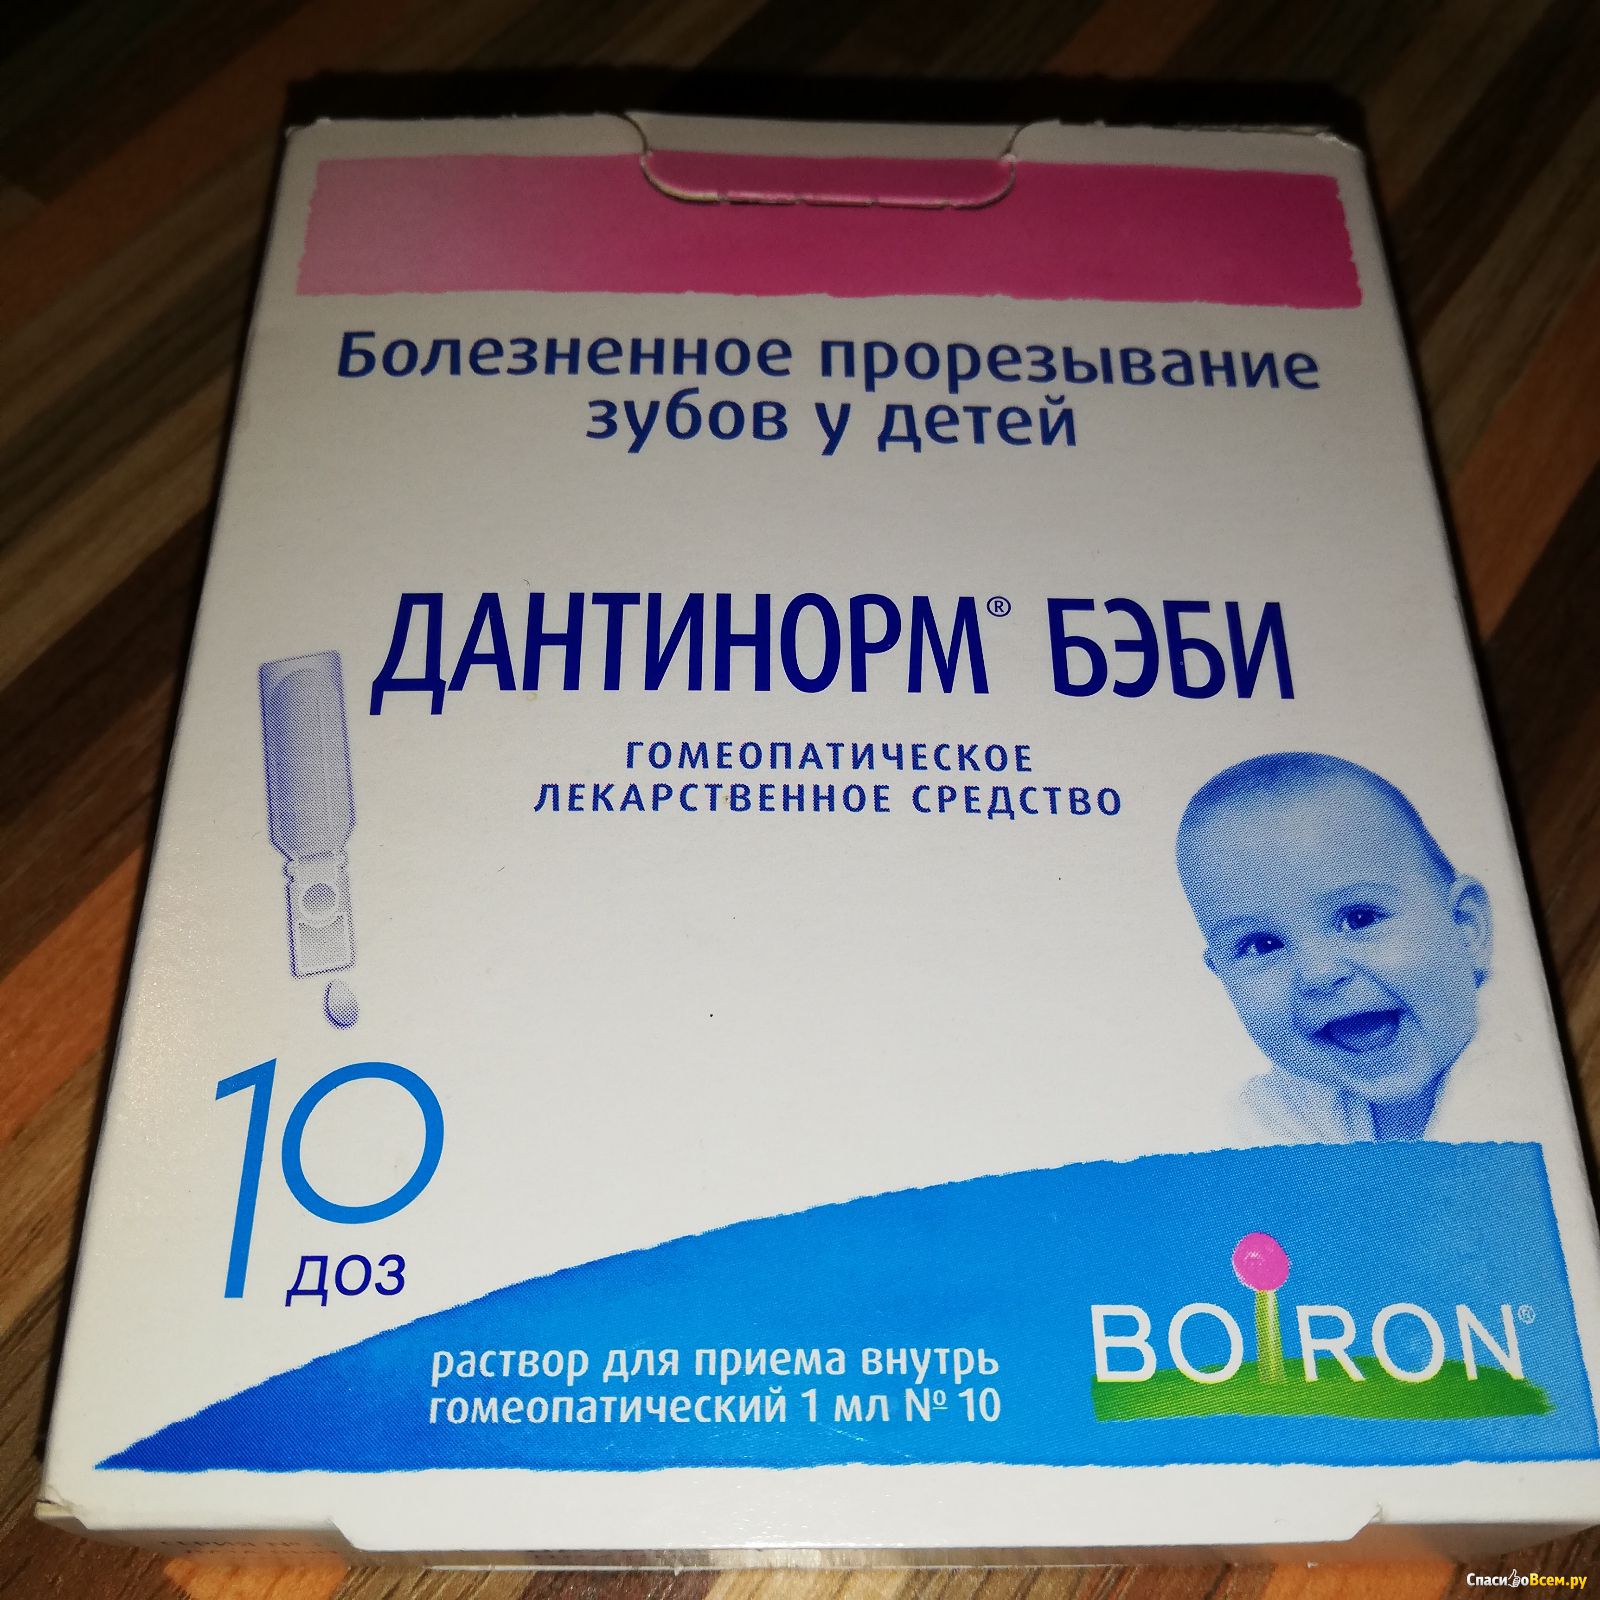 Болезненное прорезывание
зубов у детей
ДАНТИНОРМ® БЭБИ
ГОМЕОПАТИЧЕСКОЕ
ЛЕКАРСТВЕННОЕ СРЕДСТВО
10
доз
раствор для приема внутрь
гомеопатический 1 мл № 10
BOIRON®
СпасибоВсем.ру